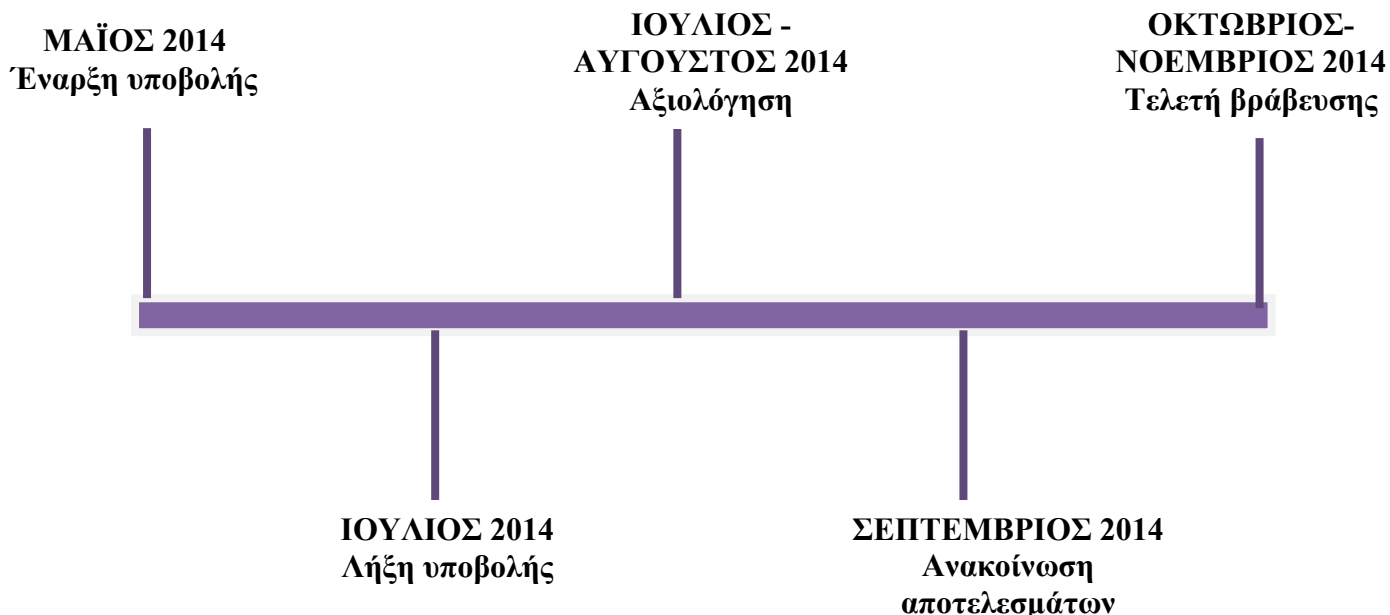 ΜΑΪΟΣ 2014
Έναρξη υποβολής
ΙΟΥΛΙΟΣ -
ΑΥΓΟΥΣΤΟΣ 2014
Αξιολόγηση
ΟΚΤΩΒΡΙΟΣ-
ΝΟΕΜΒΡΙΟΣ 2014
Τελετή βράβευσης
ΙΟΥΛΙΟΣ 2014
Λήξη υποβολής
ΣΕΠΤΕΜΒΡΙΟΣ 2014
Ανακοίνωση
αποτελεσμάτων